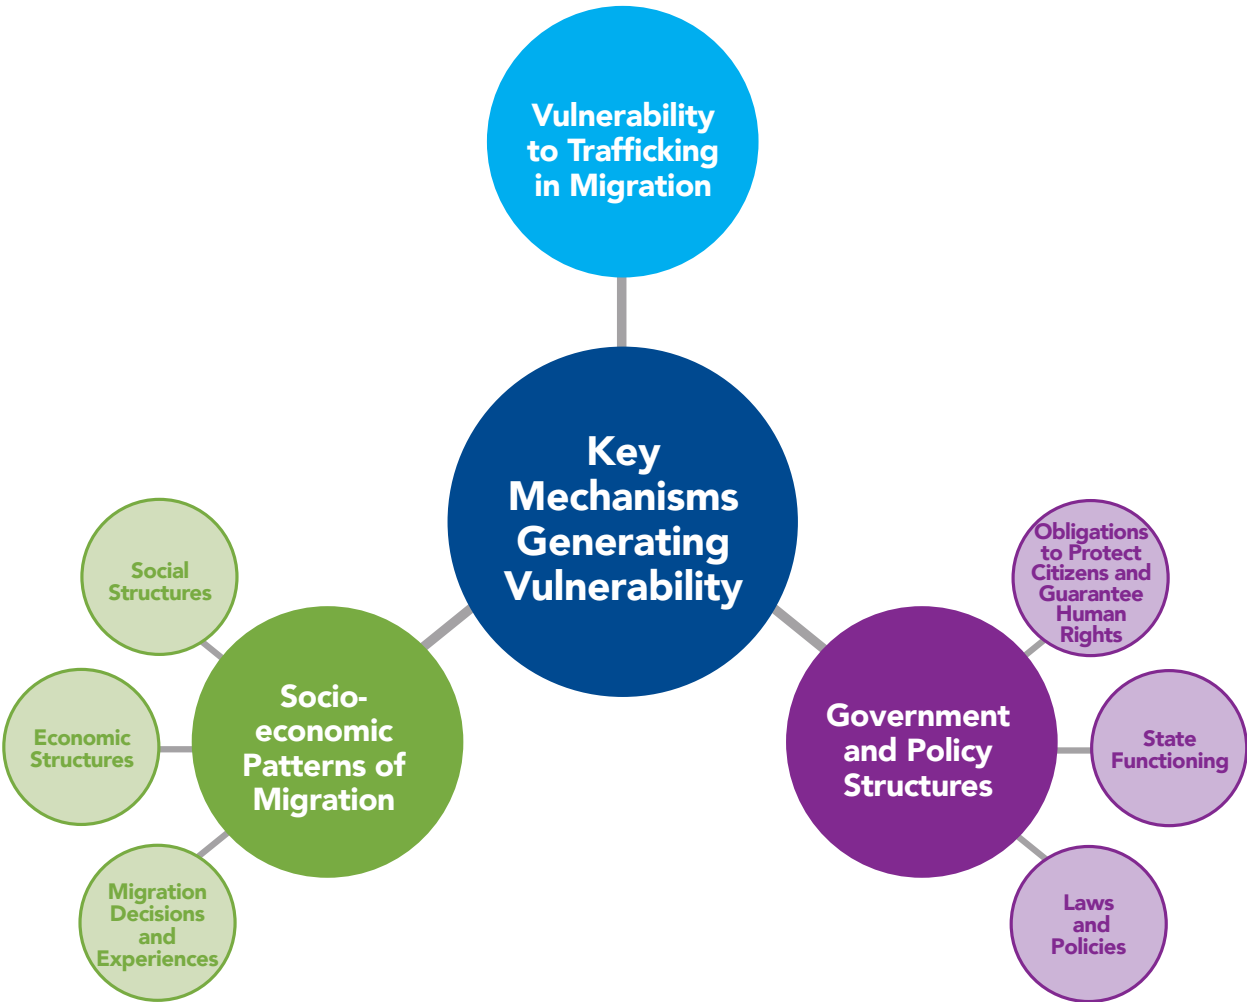 Vulnerability
to Trafficking
in Migration
Key
Mechanisms
Generating
Vulnerability
Social
Structures
Economic
Structures
Migration
Decisions
and
Experiences
Socio-
economic
Patterns of
Migration
Government
and Policy
Structures
Obligations
to Protect
Citizens and
Guarantee
Human
Rights
State
Functioning
Laws
and
Policies